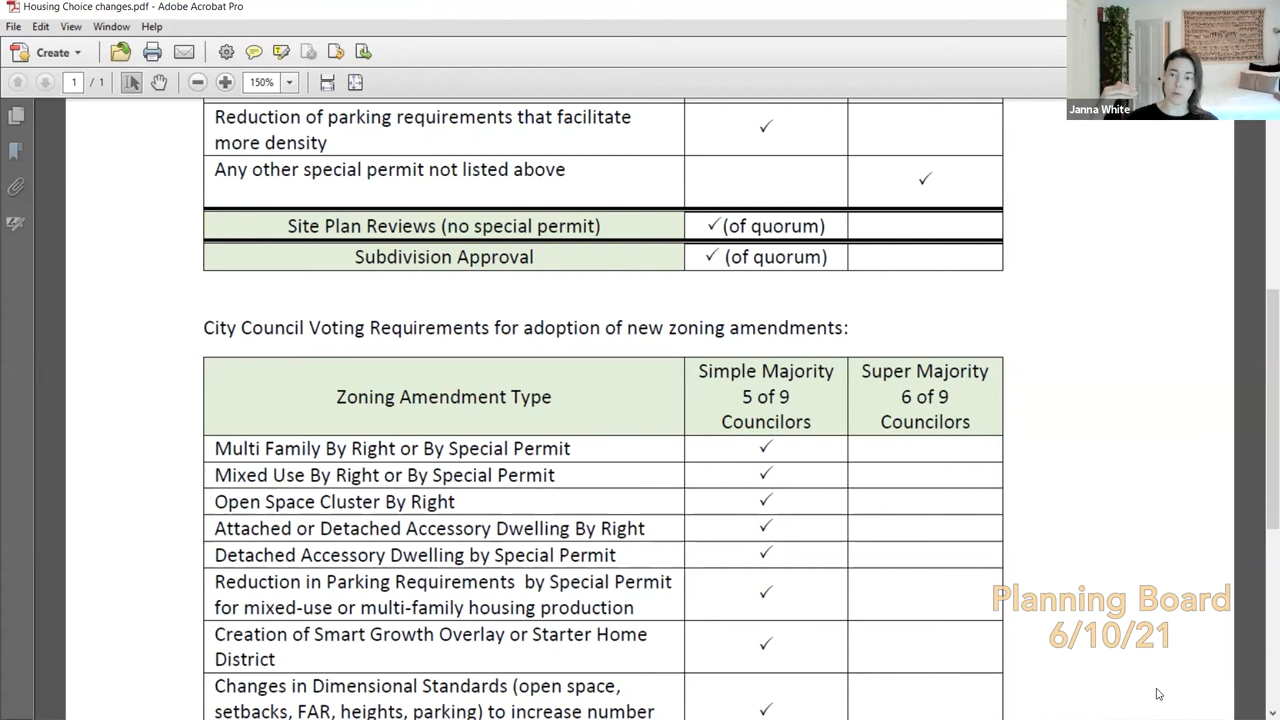 Housing Choice changes.pdf - Adobe Acrobat Pro
File Edit View Window Help
Create
1 / 1 150%
Janna White
Reduction of parking requirements that facilitate
more density ✓
Any other special permit not listed above ✓
Site Plan Reviews (no special permit) ✓(of quorum)
Subdivision Approval ✓ (of quorum)
City Council Voting Requirements for adoption of new zoning amendments:
Zoning Amendment Type
Simple Majority
5 of 9
Councilors
Super Majority
6 of 9
Councilors
Multi Family By Right or By Special Permit ✓
Mixed Use By Right or By Special Permit ✓
Open Space Cluster By Right ✓
Attached or Detached Accessory Dwelling By Right ✓
Detached Accessory Dwelling by Special Permit ✓
Reduction in Parking Requirements by Special Permit
for mixed-use or multi-family housing production ✓
Creation of Smart Growth Overlay or Starter Home
District ✓
Changes in Dimensional Standards (open space,
setbacks, FAR, heights, parking) to increase number ✓
Planning Board
6/10/21